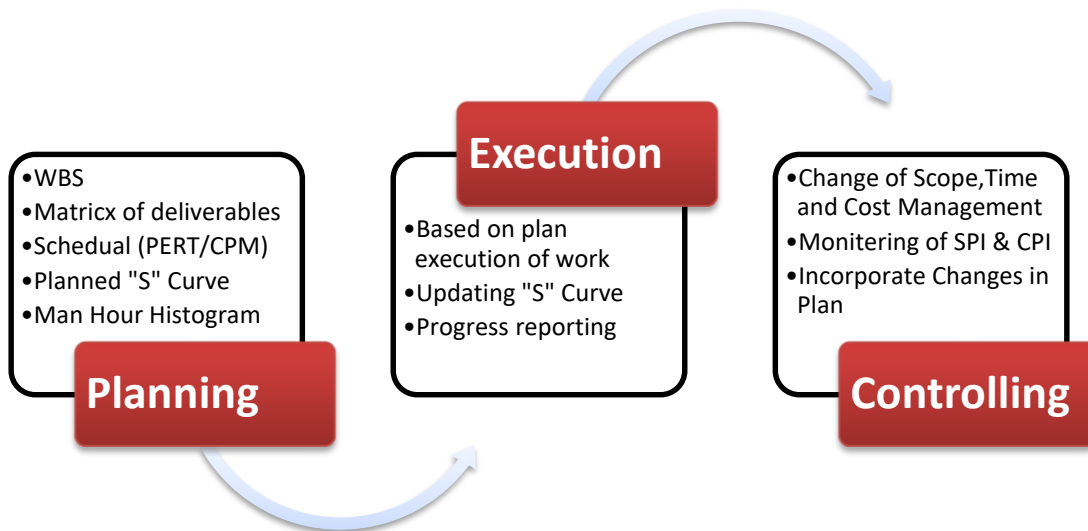 •WBS
•Matricx of deliverables
•Schedual (PERT/CPM)
•Planned "S" Curve
•Man Hour Histogram
Planning
Execution
•Based on plan
execution of work
•Updating "S" Curve
•Progress reporting
•Change of Scope,Time
and Cost Management
•Monitering of SPI & CPI
•Incorporate Changes in
Plan
Controlling